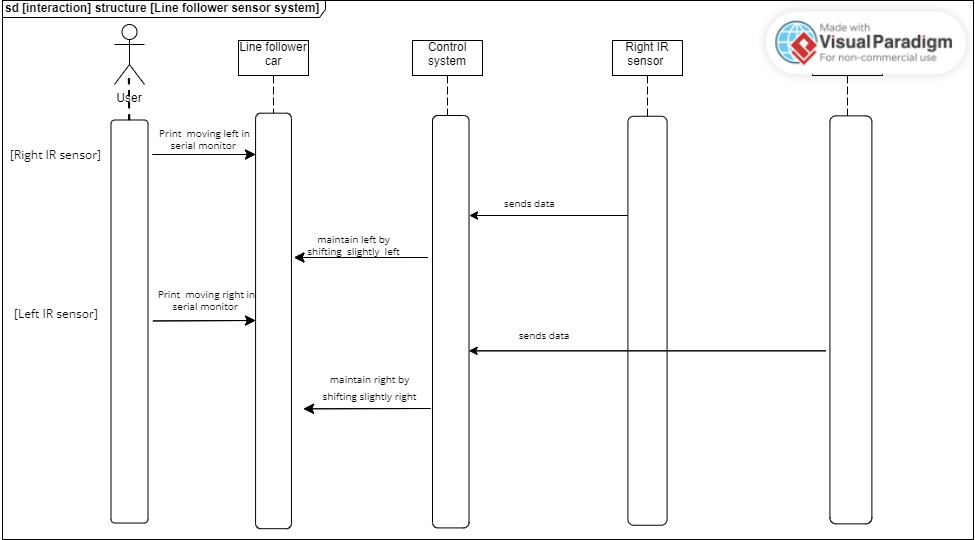 sd [interaction] structure [Line follower sensor system]
Made with
Visual Paradigm
For non-commercial use
User
Line follower
car
Control
system
Right IR
sensor
[Right IR sensor]
Print moving left in
serial monitor
sends data
maintain left by
shifting slightly left
[Left IR sensor]
Print moving right in
serial monitor
sends data
maintain right by
shifting slightly right